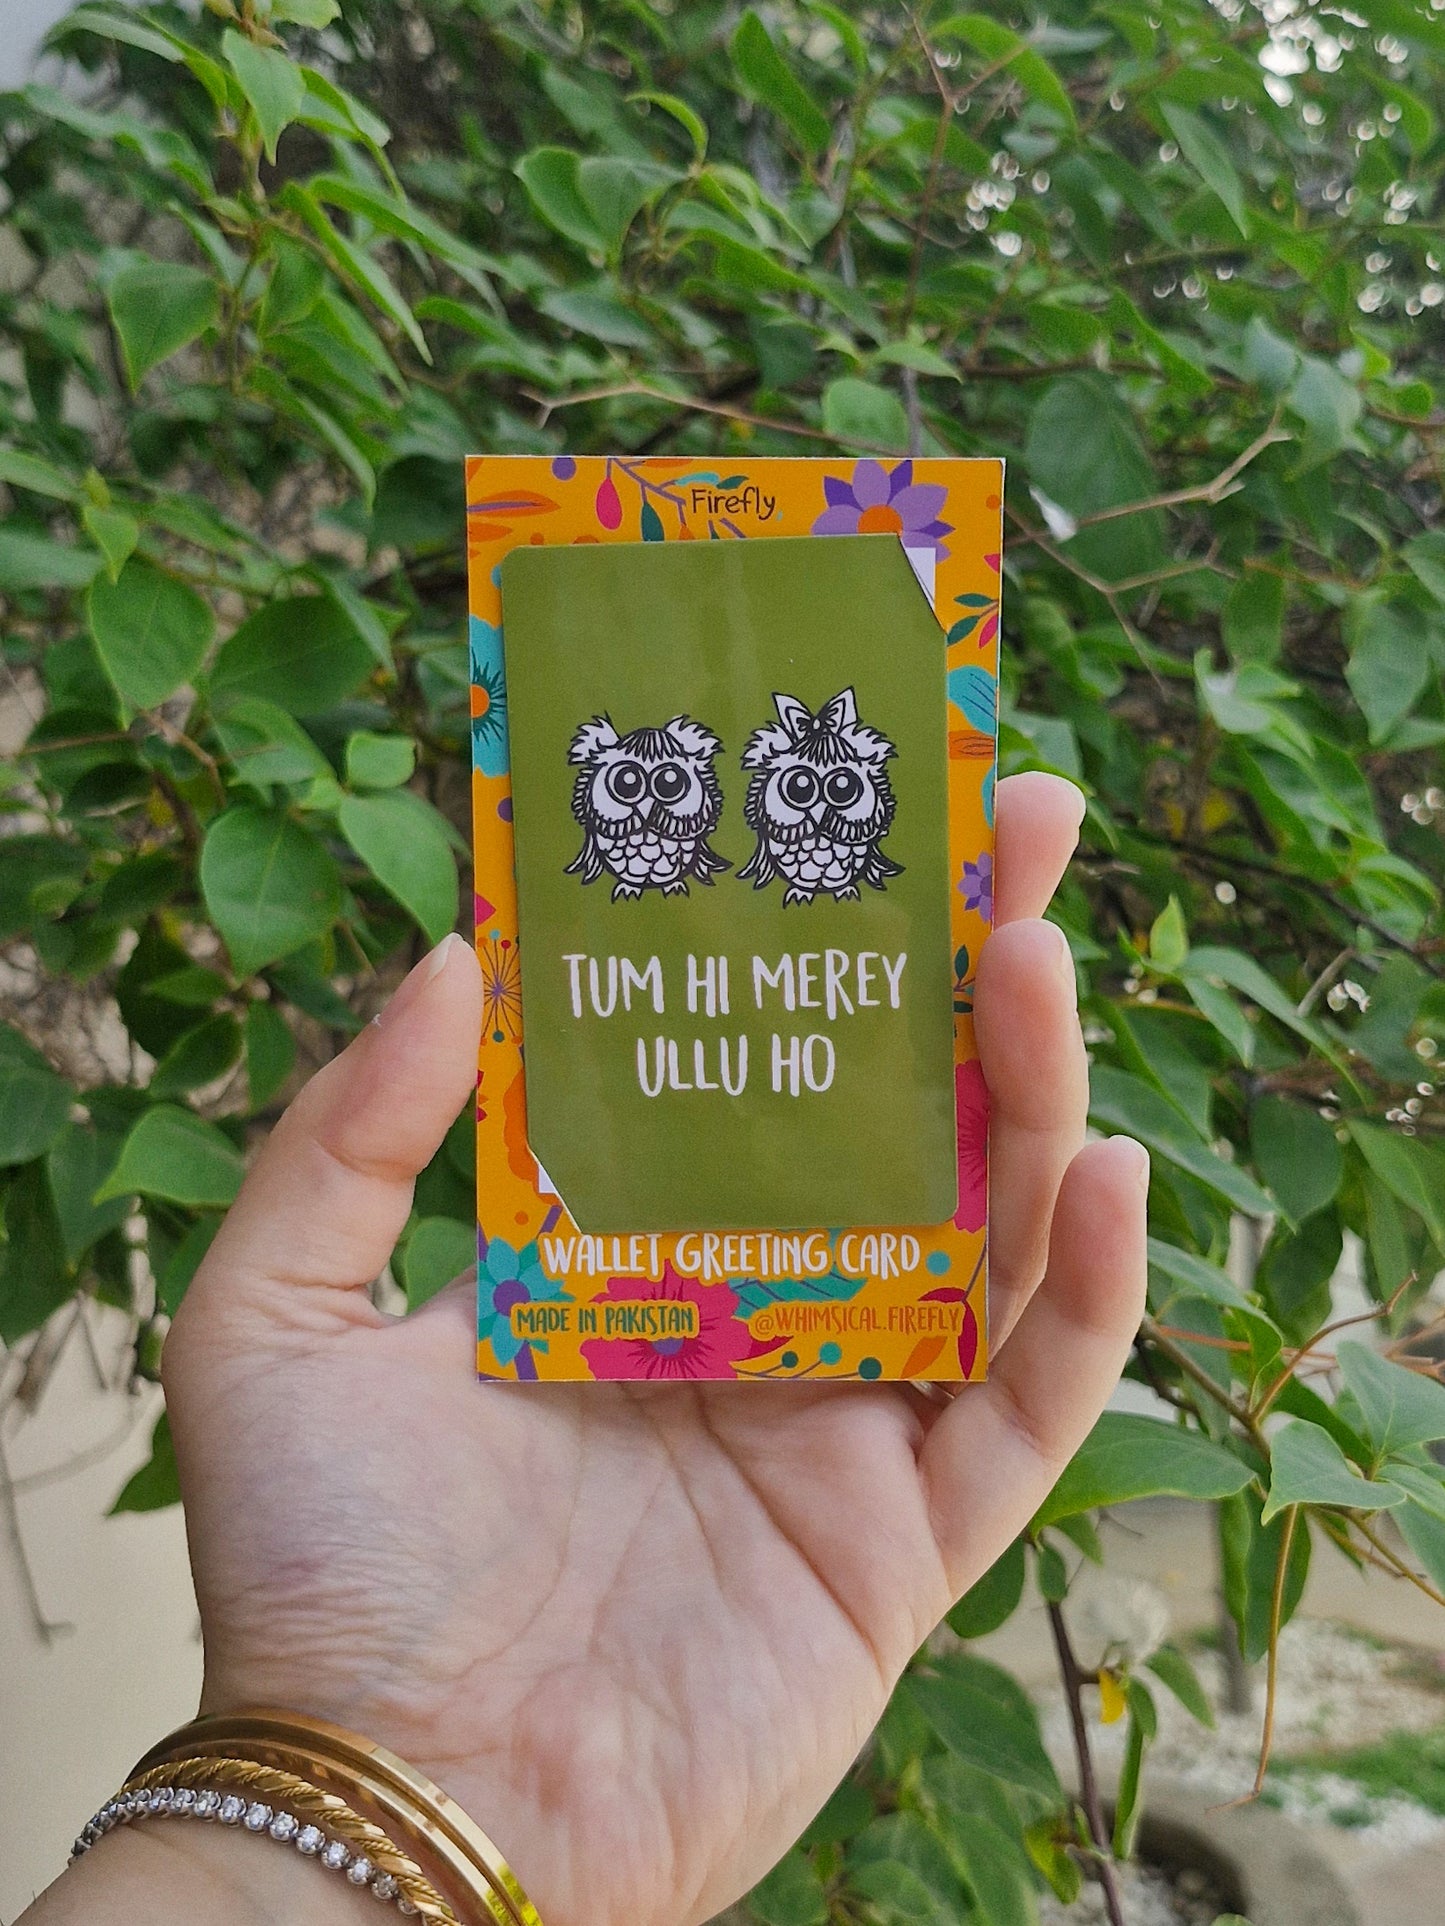 Firefly
TUM HI MEREY
ULLU HO
WALLET GREETING CARD
MADE IN PAKISTAN
@WHIMSICAL.FIREFLY